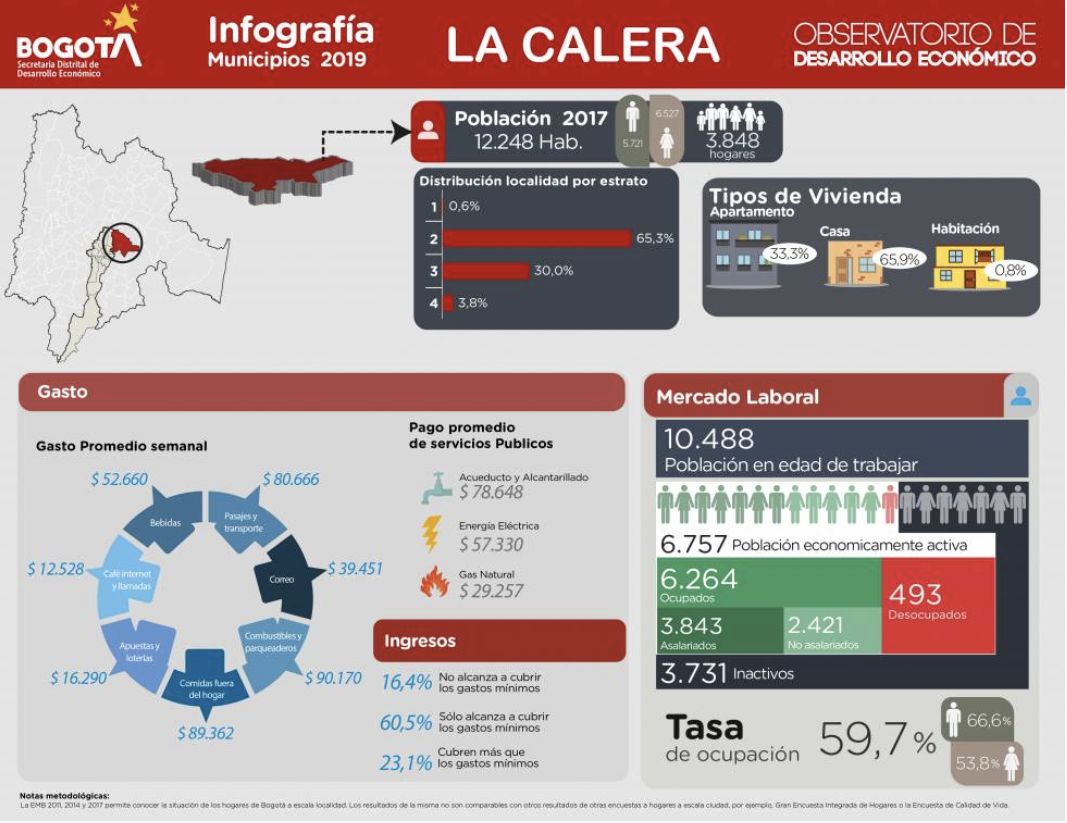 BOGOTÁ
Secretaría Distrital de
Desarrollo Económico
Infografía
Municipios 2019
LA CALERA
OBSERVATORIO DE
DESARROLLO ECONÓMICO
Población 2017
12.248 Hab.
5.721
6.527
3.848
hogares
Distribución localidad por estrato
1 0,6%
2 65,3%
3 30,0%
4 3,8%
Tipos de Vivienda
Apartamento
33,3%
Casa
65,9%
Habitación
0,8%
Gasto
Gasto Promedio semanal
$ 52.660
Bebidas
$ 80.666
Pasajes y
transporte
$ 39.451
Correo
$ 90.170
Combustibles y
parqueaderos
$ 89.362
Comidas fuera
del hogar
$ 16.290
Apuestas y
loterias
$ 12.528
Café internet
y llamadas
Pago promedio
de servicios Publicos
Acueducto y Alcantarillado
$ 78.648
Energía Eléctrica
$ 57.330
Gas Natural
$ 29.257
Ingresos
16,4% No alcanza a cubrir
los gastos mínimos
60,5% Sólo alcanza a cubrir
los gastos mínimos
23,1% Cubren más que
los gastos mínimos
Mercado Laboral
10.488
Población en edad de trabajar
6.757 Población economicamente activa
6.264
Ocupados
493
Desocupados
3.843
Asalariados
2.421
No asalariados
3.731 Inactivos
Tasa
de ocupación
59,7%
66,6%
53,8%
Notas metodológicas:
La EMB 2011, 2014 y 2017 permite conocer la situación de los hogares de Bogotá a escala localidad. Los resultados de la misma no son comparables con otros resultados de otras encuestas a hogares a escala ciudad, por ejemplo, Gran Encuesta Integrada de Hogares o la Encuesta de Calidad de Vida.